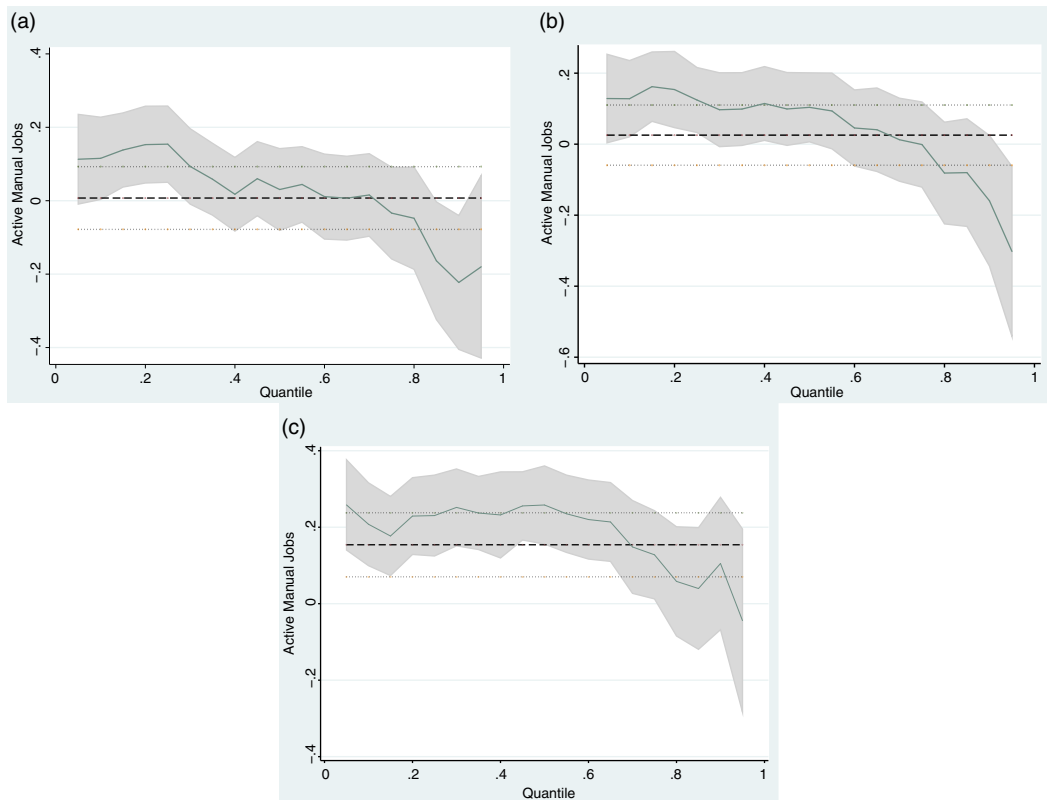 (a)
Active Manual Jobs
.4
.2
0
-.2
-.4
0 .2 .4 .6 .8 1
Quantile
(b)
Active Manual Jobs
.2
0
-.2
-.4
-.6
0 .2 .4 .6 .8 1
Quantile
(c)
Active Manual Jobs
.4
.2
0
-.2
-.4
0 .2 .4 .6 .8 1
Quantile